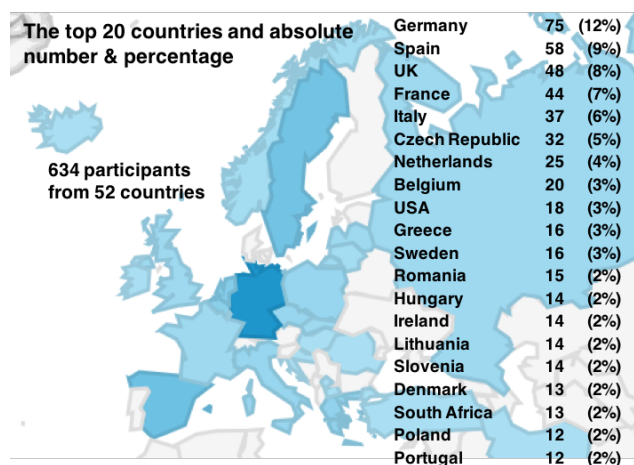 The top 20 countries and absolute
number & percentage
634 participants
from 52 countries
Germany 75 (12%)
Spain 58 (9%)
UK 48 (8%)
France 44 (7%)
Italy 37 (6%)
Czech Republic 32 (5%)
Netherlands 25 (4%)
Belgium 20 (3%)
USA 18 (3%)
Greece 16 (3%)
Sweden 16 (3%)
Romania 15 (2%)
Hungary 14 (2%)
Ireland 14 (2%)
Lithuania 14 (2%)
Slovenia 14 (2%)
Denmark 13 (2%)
South Africa 13 (2%)
Poland 12 (2%)
Portugal 12 (2%)